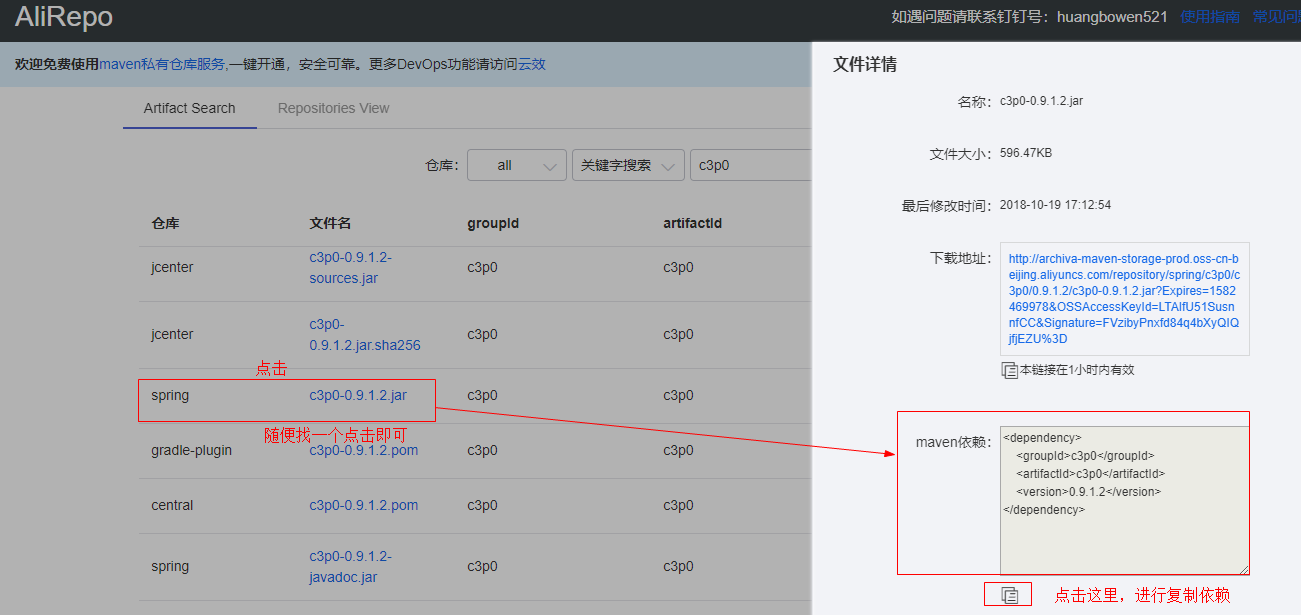 AliRepo
如遇问题请联系钉钉号：huangbowen521 使用指南 常见问
欢迎免费使用maven私有仓库服务,一键开通，安全可靠。更多DevOps功能请访问云效
Artifact Search
Repositories View
仓库： all 关键字搜索 c3p0
仓库 文件名 groupId artifactId
jcenter c3p0-0.9.1.2-
sources.jar c3p0 c3p0
jcenter c3p0-
0.9.1.2.jar.sha256 c3p0 c3p0
点击
spring c3p0-0.9.1.2.jar c3p0 c3p0
随便找一个点击即可
gradle-plugin c3p0-0.9.1.2.pom c3p0 c3p0
central c3p0-0.9.1.2.pom c3p0 c3p0
spring c3p0-0.9.1.2-
javadoc.jar c3p0 c3p0
文件详情
名称： c3p0-0.9.1.2.jar
文件大小： 596.47KB
最后修改时间： 2018-10-19 17:12:54
下载地址： http://archiva-maven-storage-prod.oss-cn-b
eijing.aliyuncs.com/repository/spring/c3p0/c
3p0/0.9.1.2/c3p0-0.9.1.2.jar?Expires=1582
469978&OSSAccessKeyId=LTAIfU51Susn
nfCC&Signature=FVzibyPnxfd84q4bXyQIQ
jfjEZU%3D
本链接在1小时内有效
maven依赖： <dependency>
<groupId>c3p0</groupId>
<artifactId>c3p0</artifactId>
<version>0.9.1.2</version>
</dependency>
点击这里，进行复制依赖